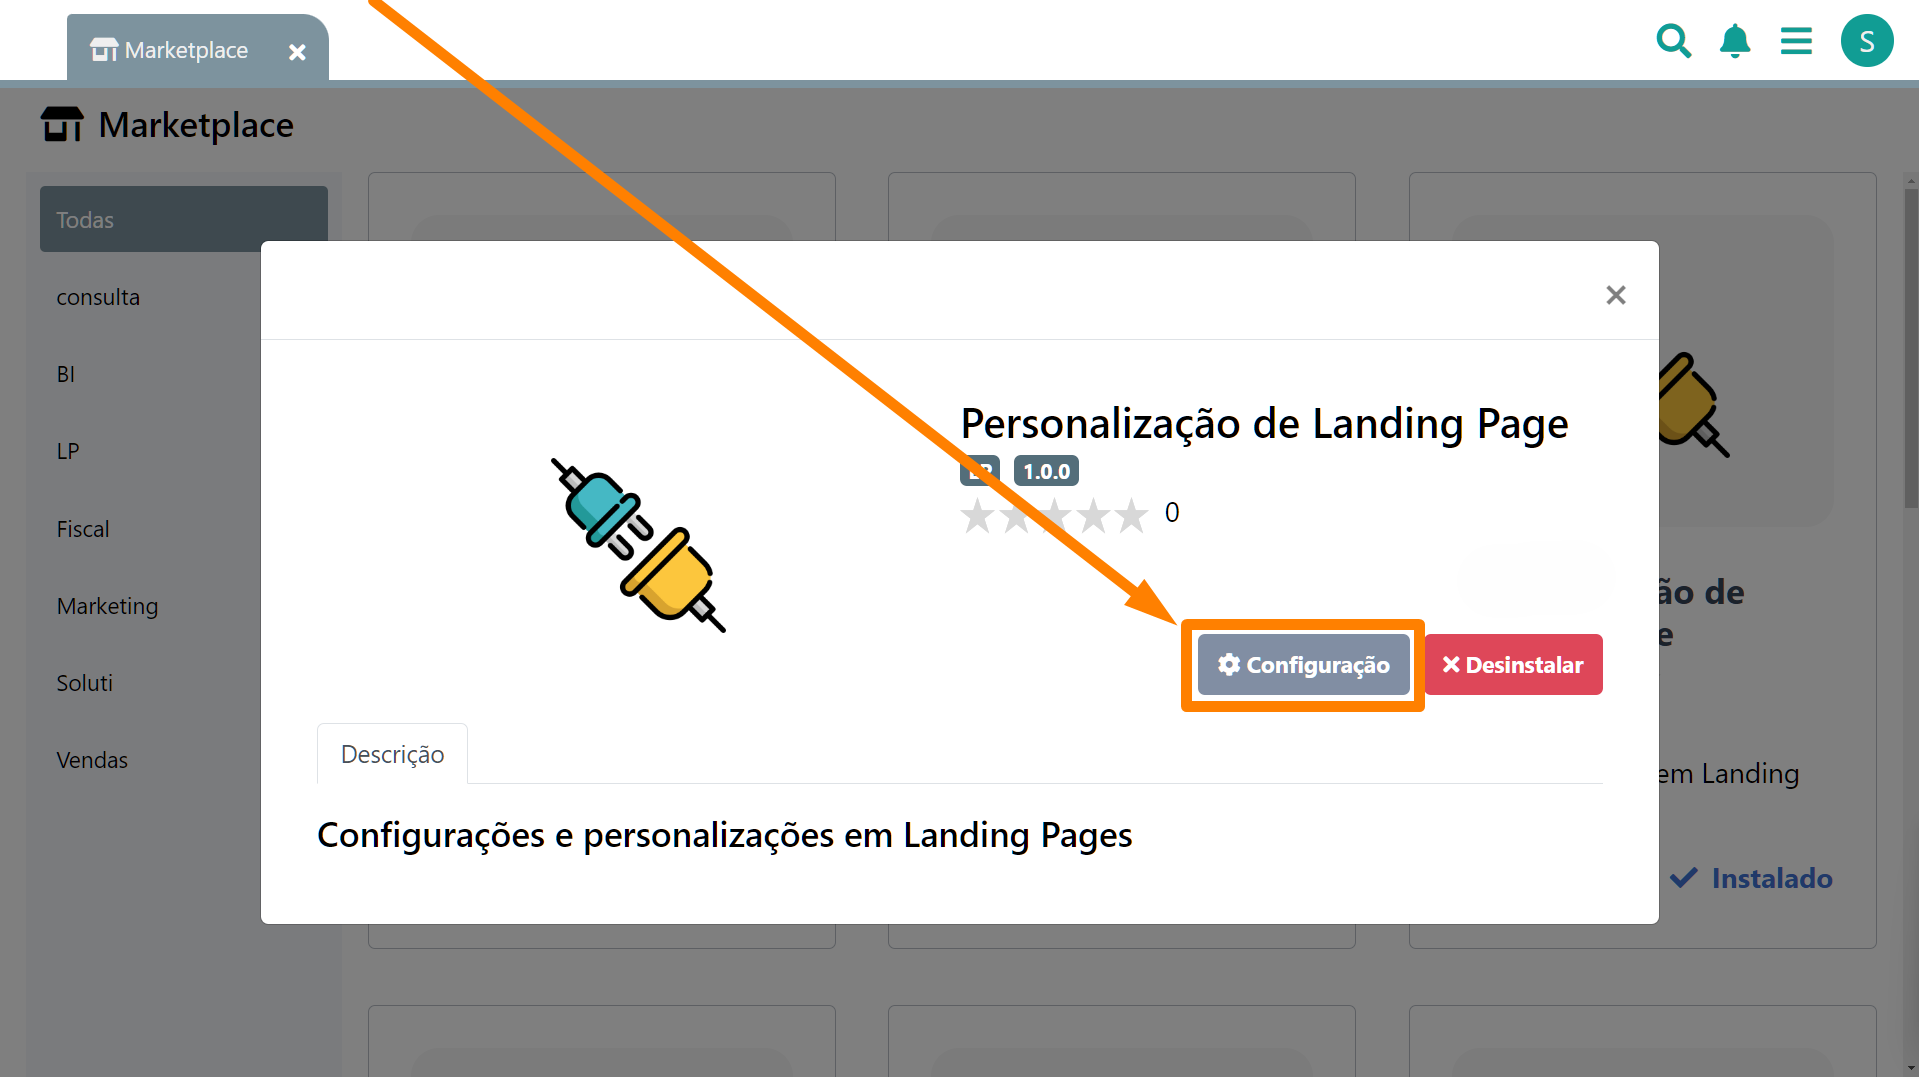 Marketplace
S
Marketplace
Todas
consulta
BI
LP
Fiscal
Marketing
Soluti
Vendas
Personalização de Landing Page
LP 1.0.0
0
Configuração
Desinstalar
Descrição
Configurações e personalizações em Landing Pages
ão de
e
em Landing
Instalado